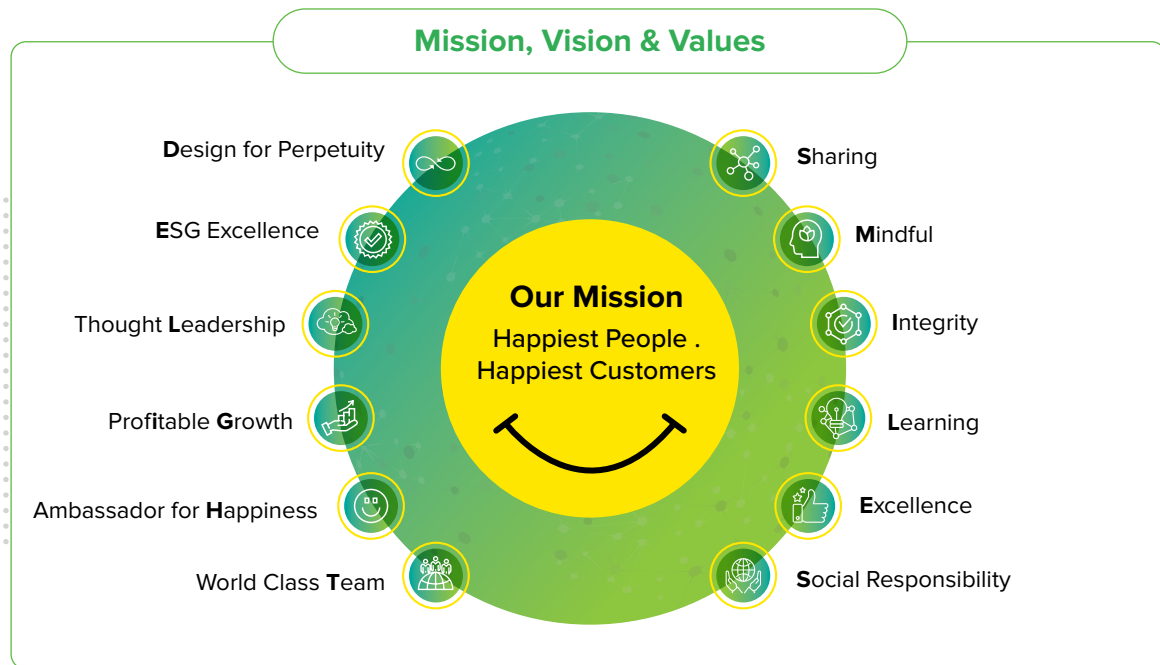 Mission, Vision & Values
Design for Perpetuity
ESG Excellence
Thought Leadership
Profitable Growth
Ambassador for Happiness
World Class Team
Our Mission
Happiest People .
Happiest Customers
Sharing
Mindful
Integrity
Learning
Excellence
Social Responsibility